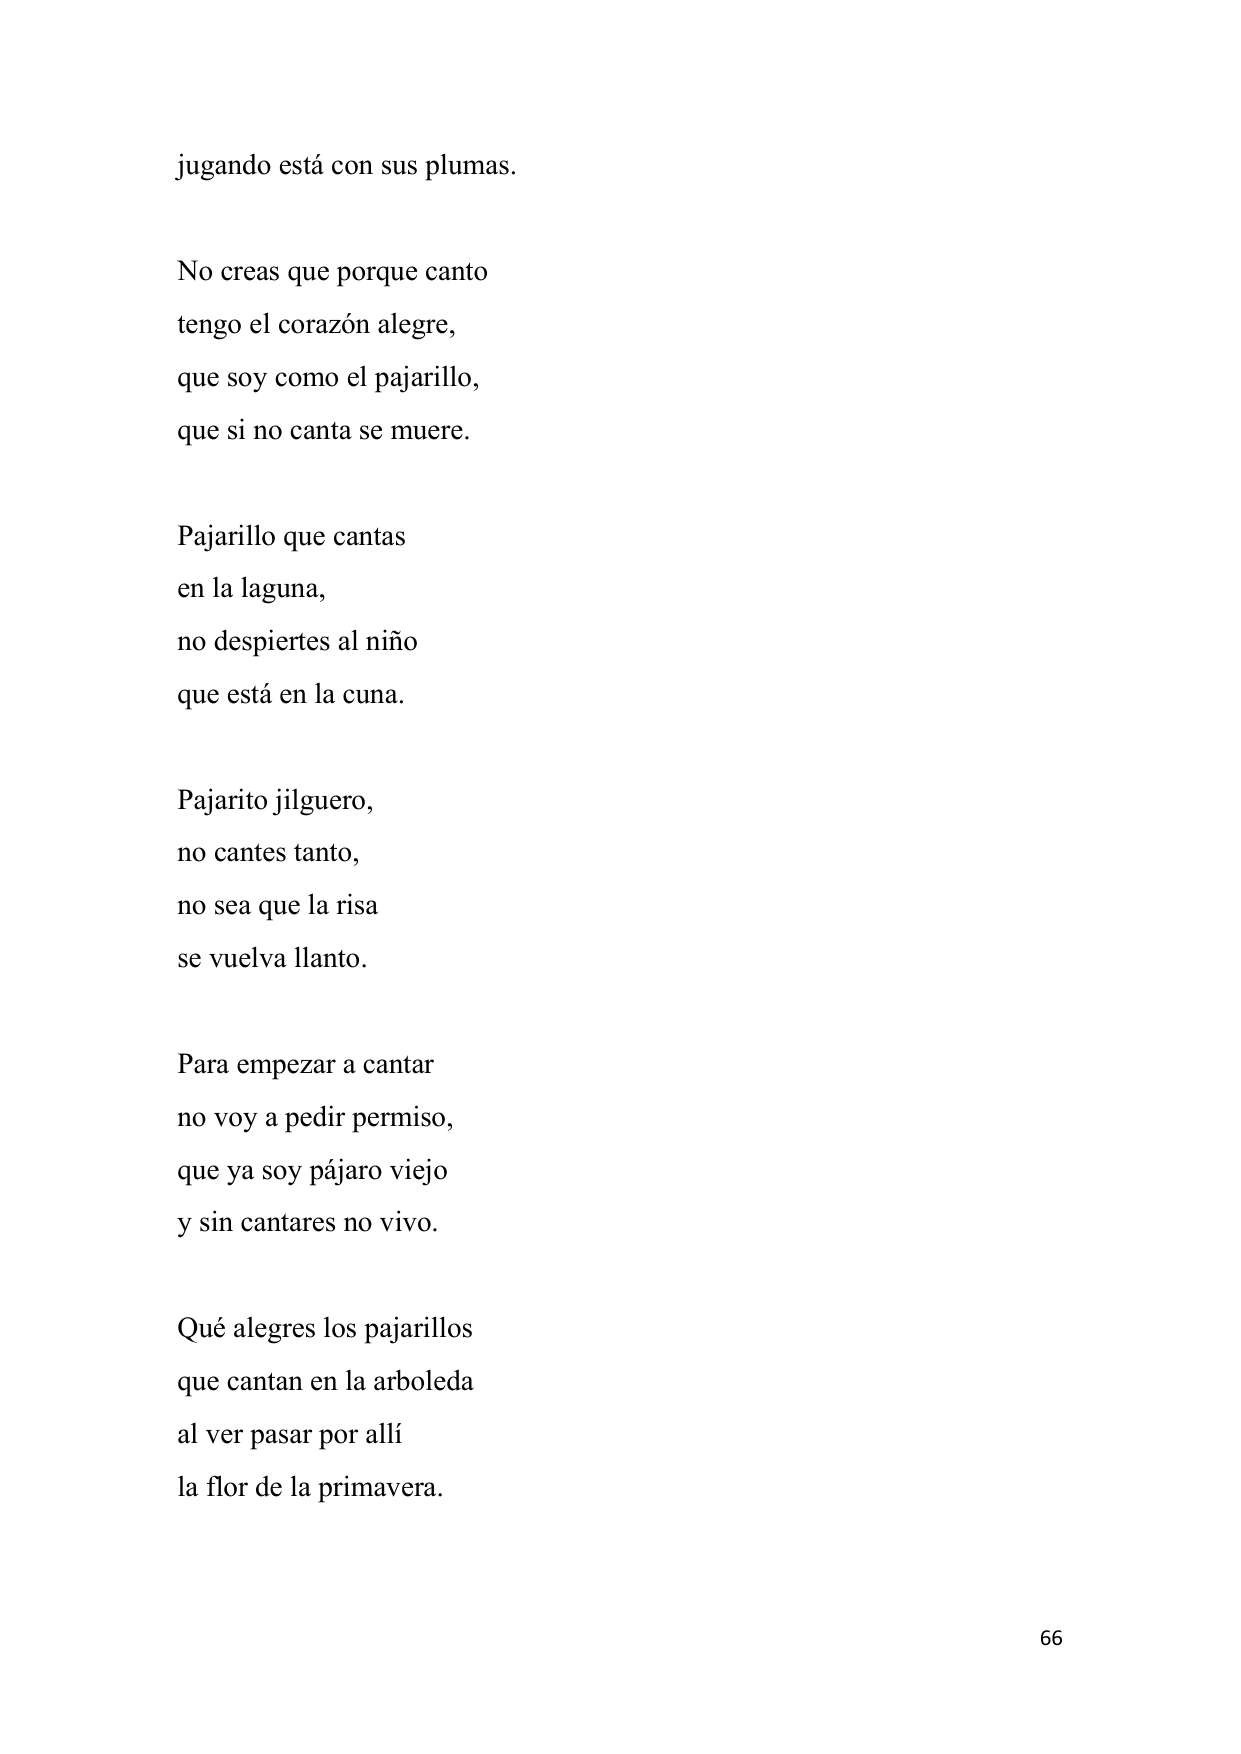 jugando está con sus plumas.
No creas que porque canto
tengo el corazón alegre,
que soy como el pajarillo,
que si no canta se muere.
Pajarillo que cantas
en la laguna,
no despiertes al niño
que está en la cuna.
Pajarito jilguero,
no cantes tanto,
no sea que la risa
se vuelva llanto.
Para empezar a cantar
no voy a pedir permiso,
que ya soy pájaro viejo
y sin cantares no vivo.
Qué alegres los pajarillos
que cantan en la arboleda
al ver pasar por allí
la flor de la primavera.
66